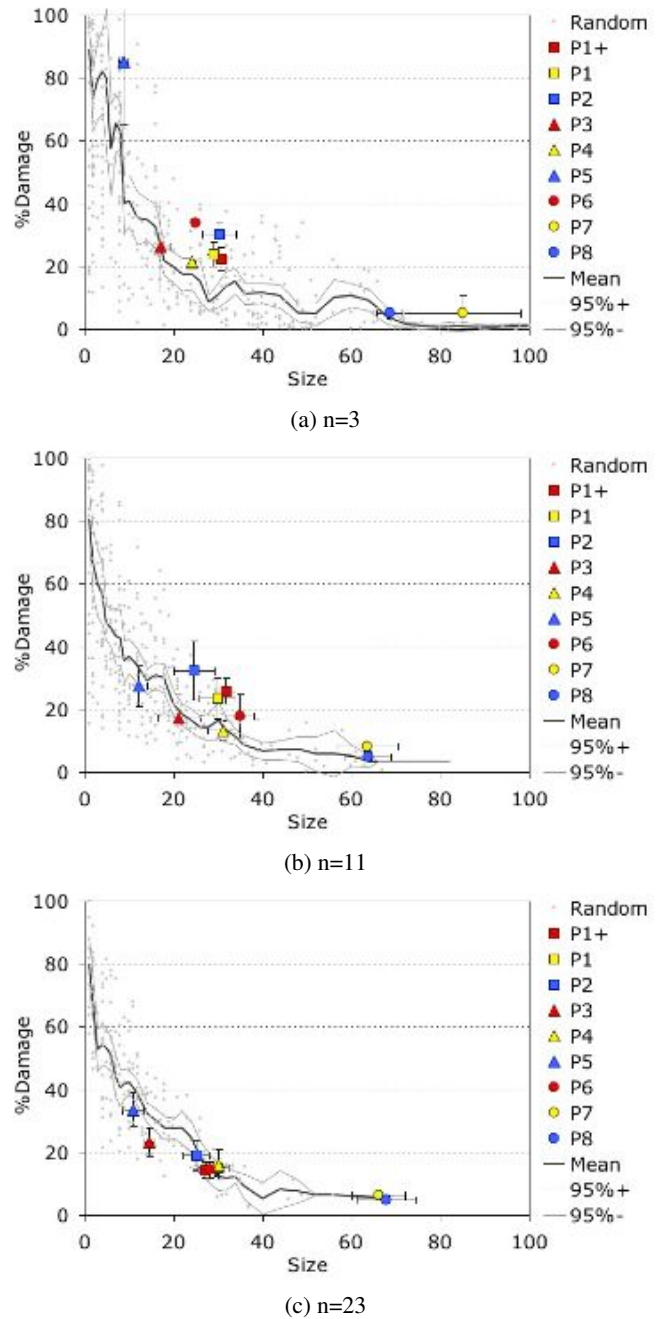 100
80
60
40
20
0
%Damage
0 20 40 60 80 100
Size
Random
P1+
P1
P2
P3
P4
P5
P6
P7
P8
Mean
95%+
95%-
(a) n=3
100
80
60
40
20
0
%Damage
0 20 40 60 80 100
Size
Random
P1+
P1
P2
P3
P4
P5
P6
P7
P8
Mean
95%+
95%-
(b) n=11
100
80
60
40
20
0
%Damage
0 20 40 60 80 100
Size
Random
P1+
P1
P2
P3
P4
P5
P6
P7
P8
Mean
95%+
95%-
(c) n=23